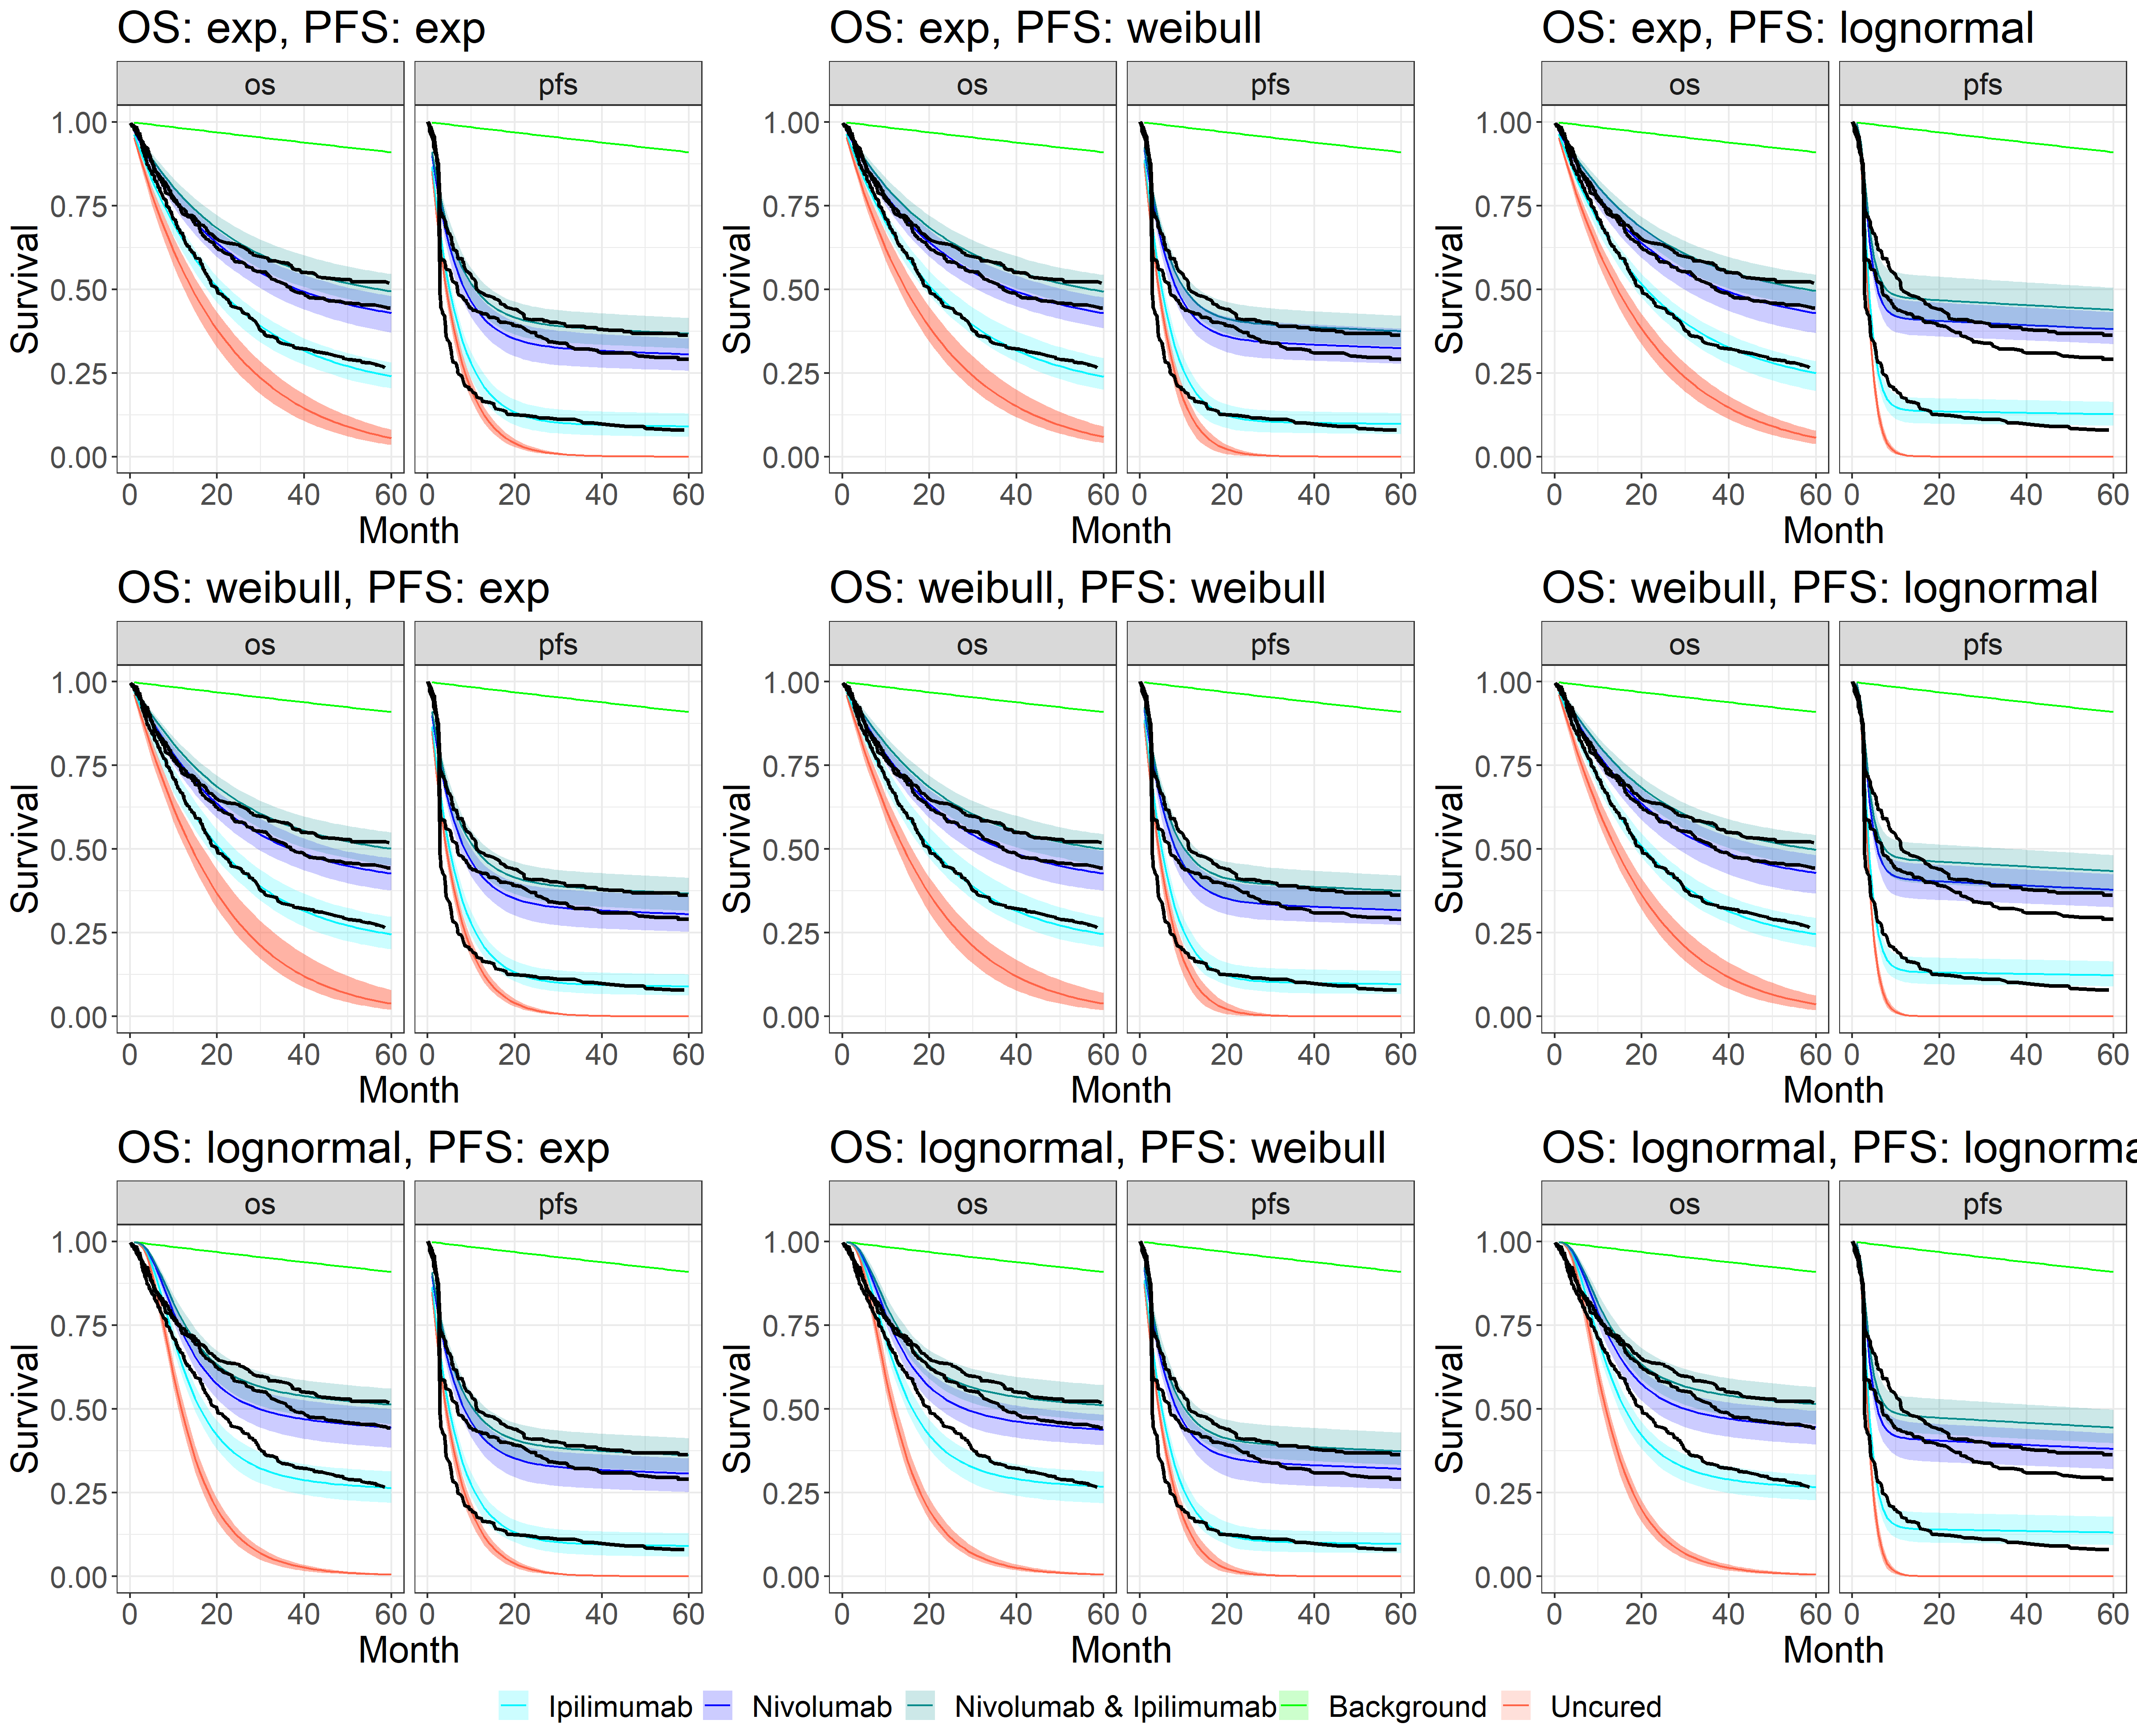 OS: exp, PFS: exp
OS: exp, PFS: weibull
OS: exp, PFS: lognormal
os
pfs
os
pfs
os
pfs
Survival
1.00
0.75
0.50
0.25
0.00
Survival
1.00
0.75
0.50
0.25
0.00
Survival
1.00
0.75
0.50
0.25
0.00
0 20 40 60 0 20 40 60
0 20 40 60 0 20 40 60
0 20 40 60 0 20 40 60
Month
Month
Month
OS: weibull, PFS: exp
OS: weibull, PFS: weibull
OS: weibull, PFS: lognormal
os
pfs
os
pfs
os
pfs
Survival
1.00
0.75
0.50
0.25
0.00
Survival
1.00
0.75
0.50
0.25
0.00
Survival
1.00
0.75
0.50
0.25
0.00
0 20 40 60 0 20 40 60
0 20 40 60 0 20 40 60
0 20 40 60 0 20 40 60
Month
Month
Month
OS: lognormal, PFS: exp
OS: lognormal, PFS: weibull
OS: lognormal, PFS: lognorma
os
pfs
os
pfs
os
pfs
Survival
1.00
0.75
0.50
0.25
0.00
Survival
1.00
0.75
0.50
0.25
0.00
Survival
1.00
0.75
0.50
0.25
0.00
0 20 40 60 0 20 40 60
0 20 40 60 0 20 40 60
0 20 40 60 0 20 40 60
Month
Month
Month
Ipilimumab Nivolumab Nivolumab & Ipilimumab Background Uncured